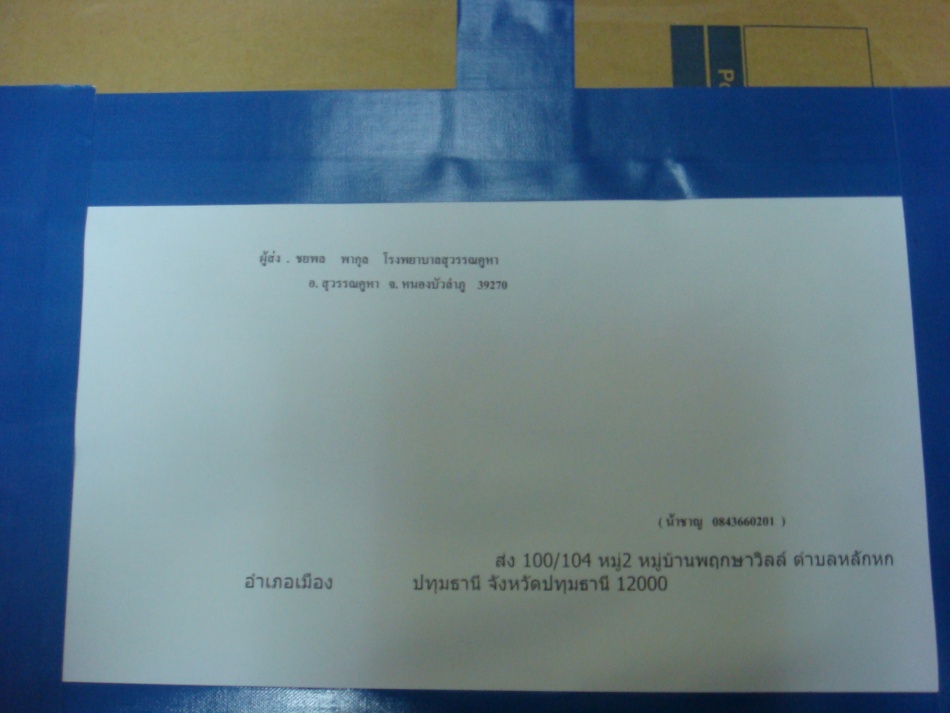 Po
ผู้ส่ง . ชยพล พากุล โรงพยาบาลสุวรรณคูหา
อ. สุวรรณคูหา จ. หนองบัวลำภู 39270
( น้าชาญ 0843660201 )
ส่ง 100/104 หมู่2 หมู่บ้านพฤกษาวิลล์ ตำบลหลักหก
อำเภอเมือง ปทุมธานี จังหวัดปทุมธานี 12000